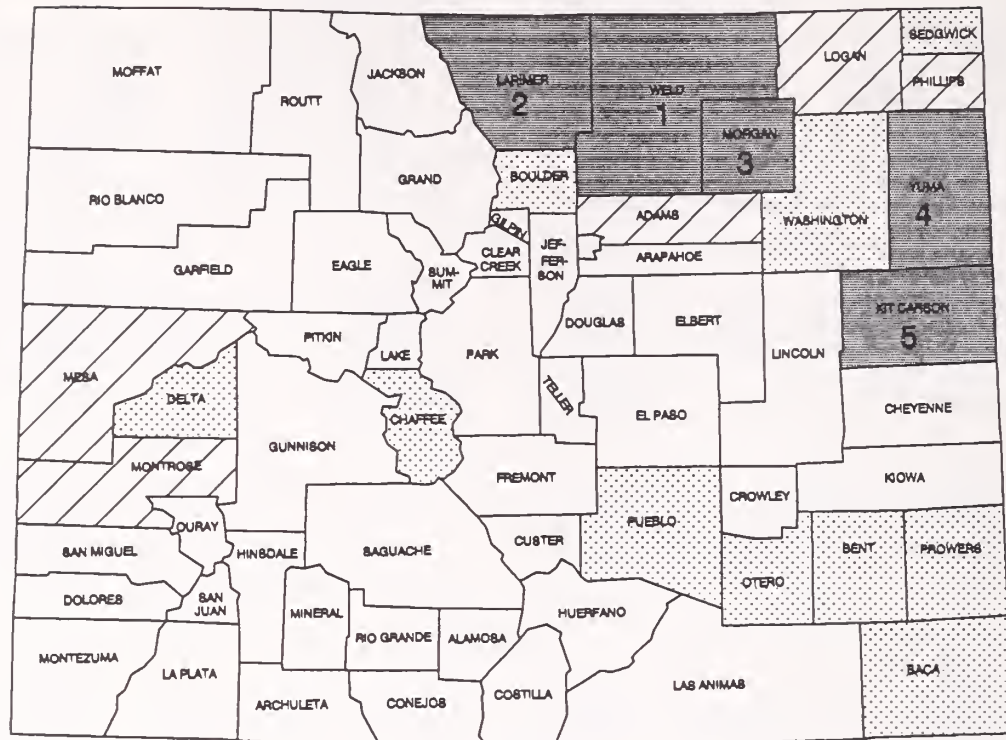 MOFFAT
ROUTT
JACKSON
LARIMER
2
WELD
1
MORGAN
3
LOGAN
SEDGWICK
PHILLIPS
RIO BLANCO
GRAND
BOULDER
GILPIN
ADAMS
WASHINGTON
YUMA
4
GARFIELD
EAGLE
SUM-
MIT
CLEAR
CREEK
JEF-
FER-
SON
ARAPAHOE
MESA
PITKIN
LAKE
PARK
DOUGLAS
ELBERT
LINCOLN
KIT CARSON
5
DELTA
CHAFFEE
TELLER
EL PASO
CHEYENNE
MONTROSE
GUNNISON
FREMONT
CROWLEY
KIOWA
OURAY
SAN MIGUEL
HINSDALE
SAGUACHE
CUSTER
PUEBLO
OTERO
BENT
PROWERS
DOLORES
SAN
JUAN
MINERAL
RIO GRANDE
ALAMOSA
HUERFANO
MONTEZUMA
LA PLATA
ARCHULETA
CONEJOS
COSTILLA
LAS ANIMAS
BACA